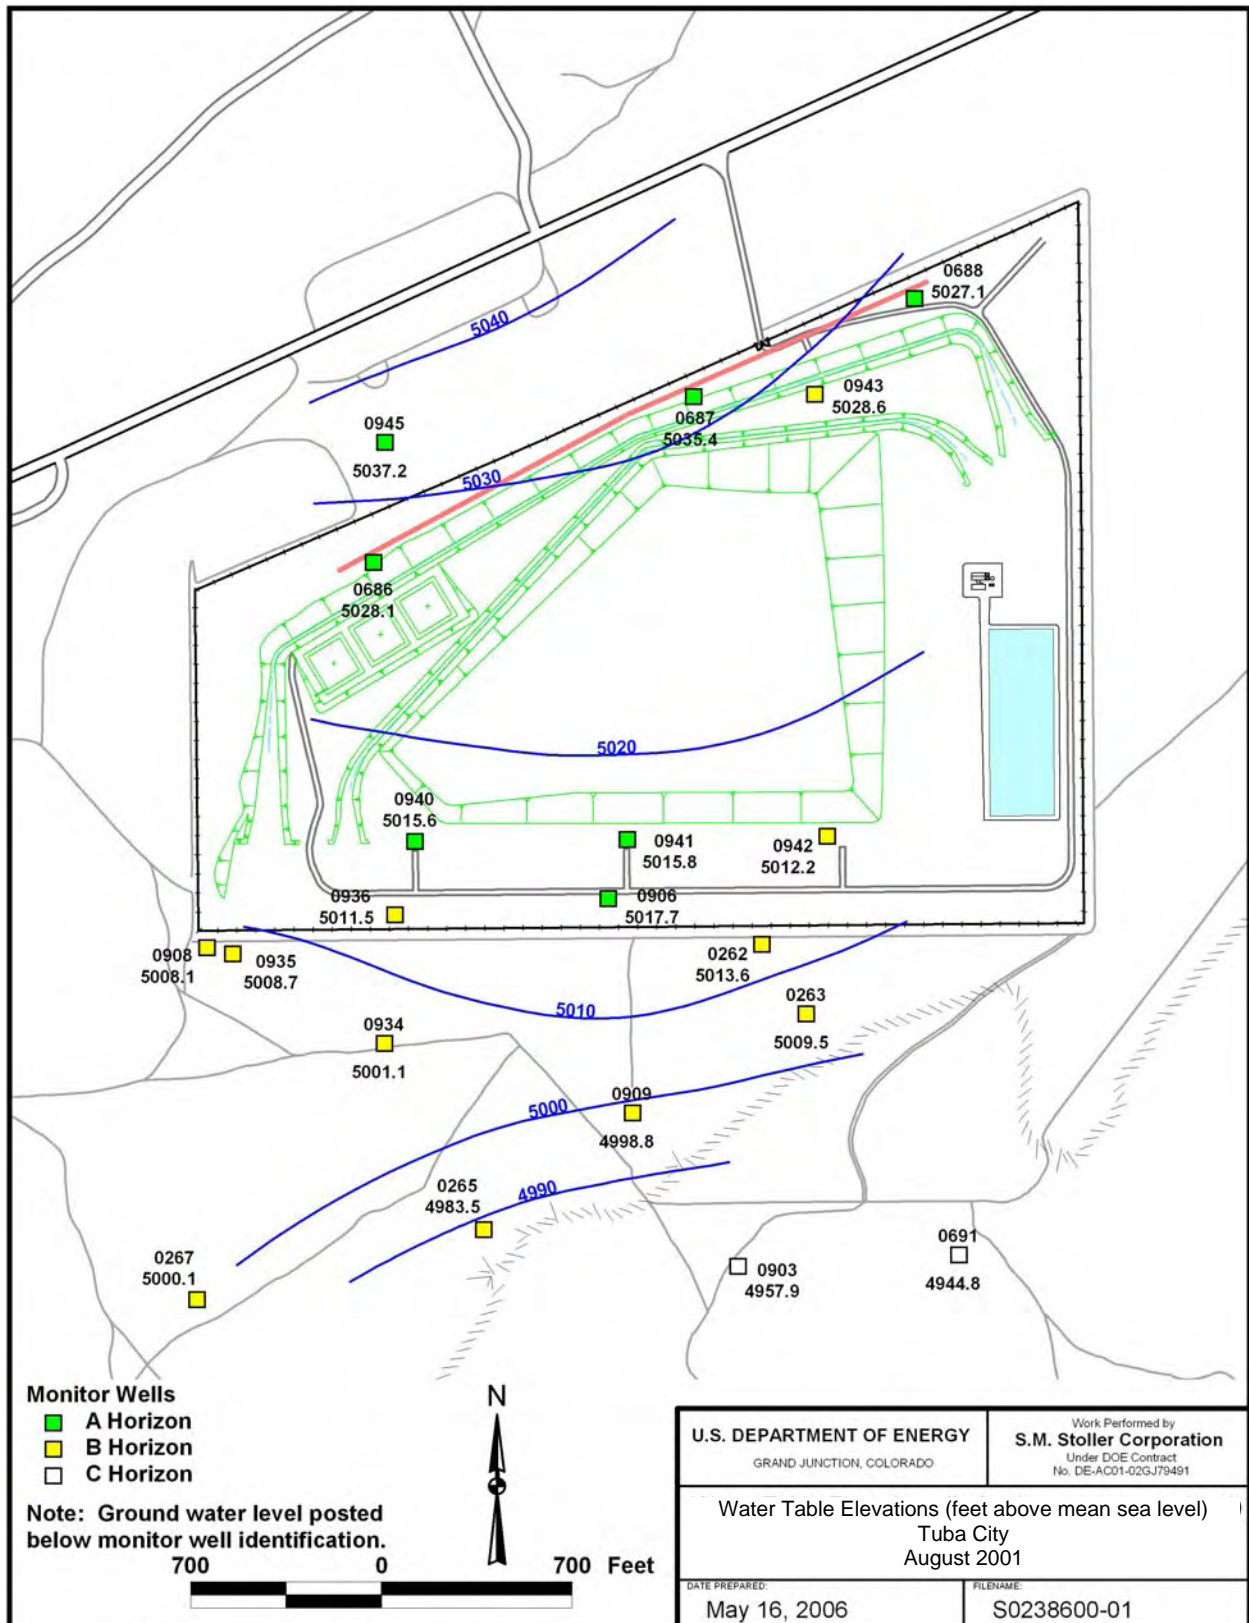 0688
5027.1
5040
0943
5028.6
0687
5035.4
0945
5037.2
5030
0686
5028.1
5020
0940
5015.6
0941
5015.8
0942
5012.2
0936
5011.5
0906
5017.7
0908
5008.1
0935
5008.7
0262
5013.6
0263
5009.5
5010
0934
5001.1
0909
4998.8
5000
4990
0265
4983.5
0267
5000.1
0903
4957.9
0691
4944.8
Monitor Wells
A Horizon
B Horizon
C Horizon
Note: Ground water level posted
below monitor well identification.
700 0 700 Feet
N
U.S. DEPARTMENT OF ENERGY
GRAND JUNCTION, COLORADO
Work Performed by
S.M. Stoller Corporation
Under DOE Contract
No. DE-AC01-02GJ79491
Water Table Elevations (feet above mean sea level)
Tuba City
August 2001
DATE PREPARED:
May 16, 2006
FILENAME:
S0238600-01